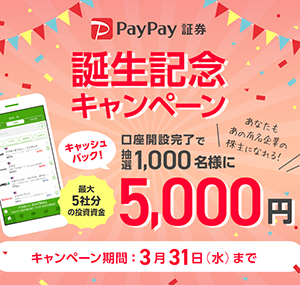 PayPay 証券
誕生記念
キャンペーン
あなたも
あの有名企業の
株主になれる!
キャッシュ
バック!
口座開設完了で
抽選1,000名様に
最大
5社分
の投資資金
5,000円
キャンペーン期間:3月31日(水)まで